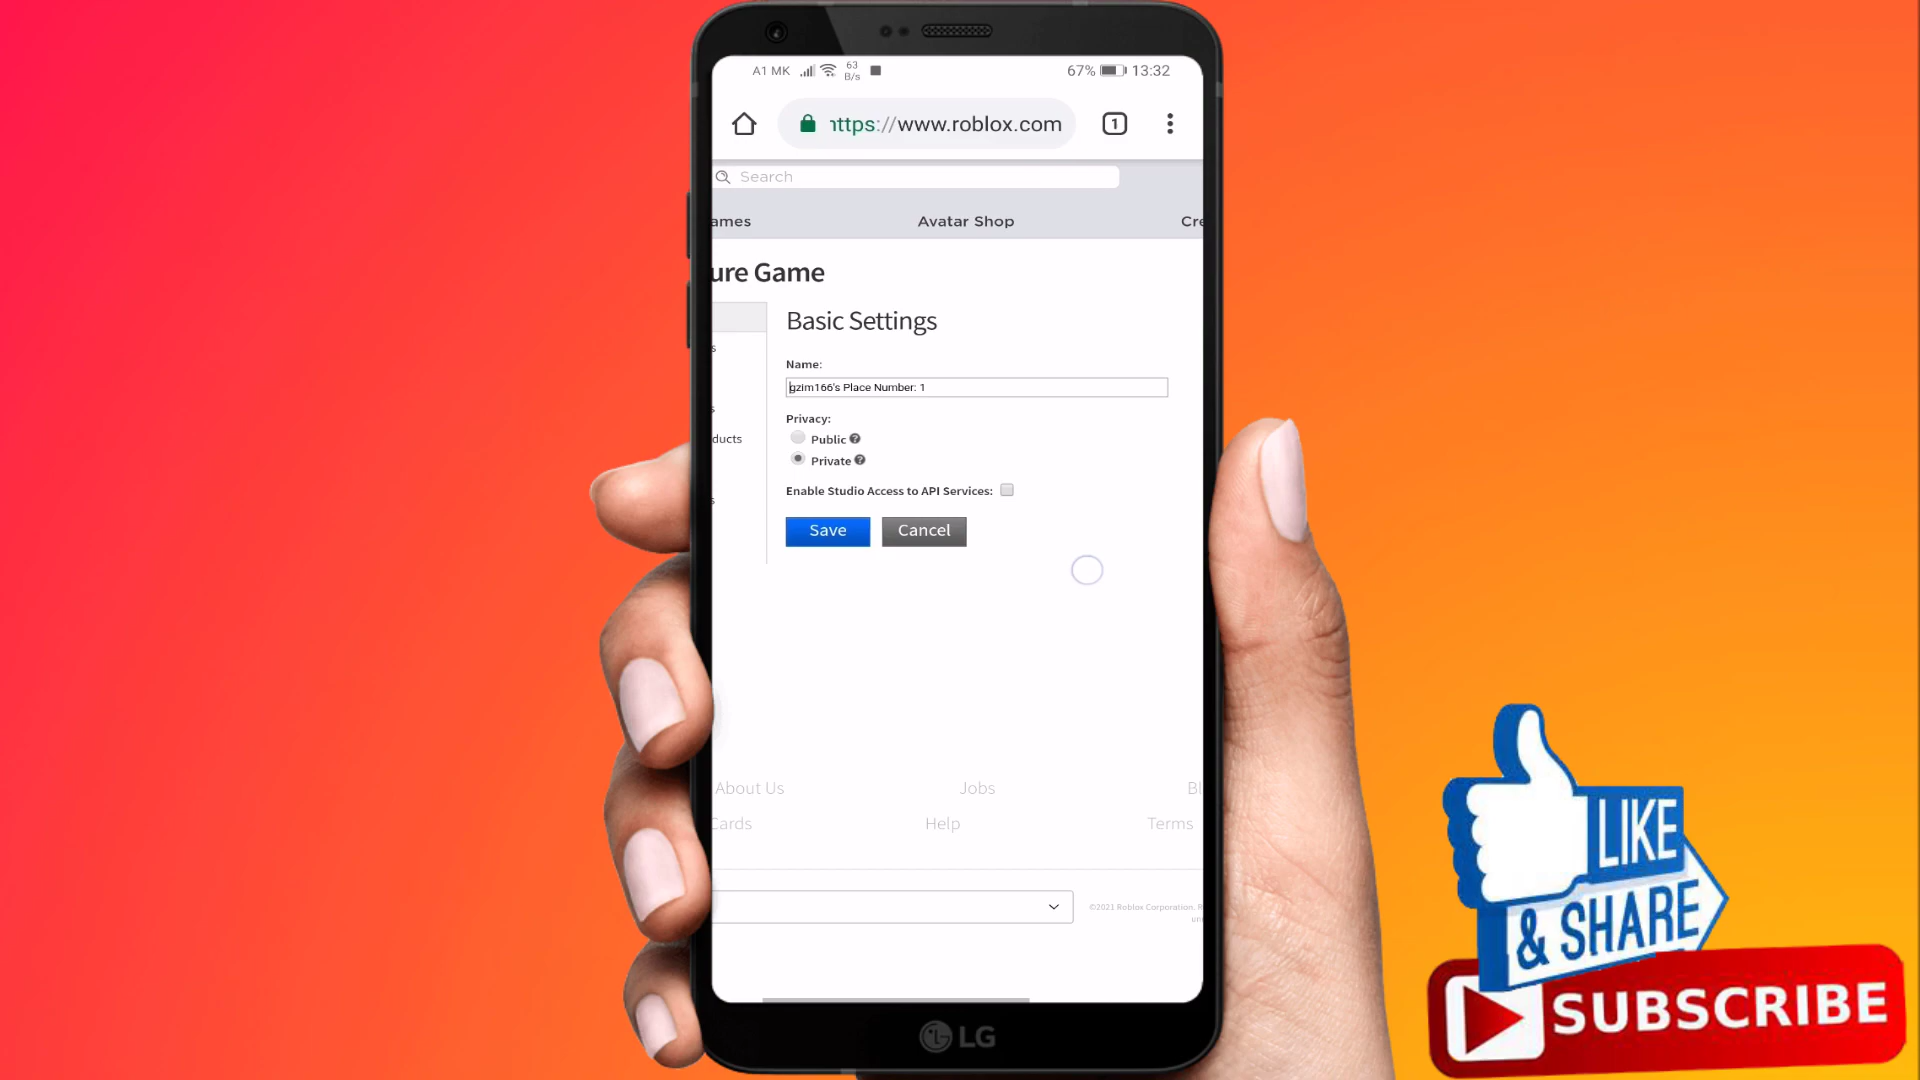 A1 MK 63 B/s 67% 13:32
https://www.roblox.com 1
Search
ames Avatar Shop Cre
ure Game
Basic Settings
s
Name:
gzim166's Place Number: 1
s
Privacy:
ducts
Public
Private
s
Enable Studio Access to API Services:
Save Cancel
About Us Jobs Bl
Cards Help Terms
©2021 Roblox Corporation. R
LG
LIKE
& SHARE
SUBSCRIBE